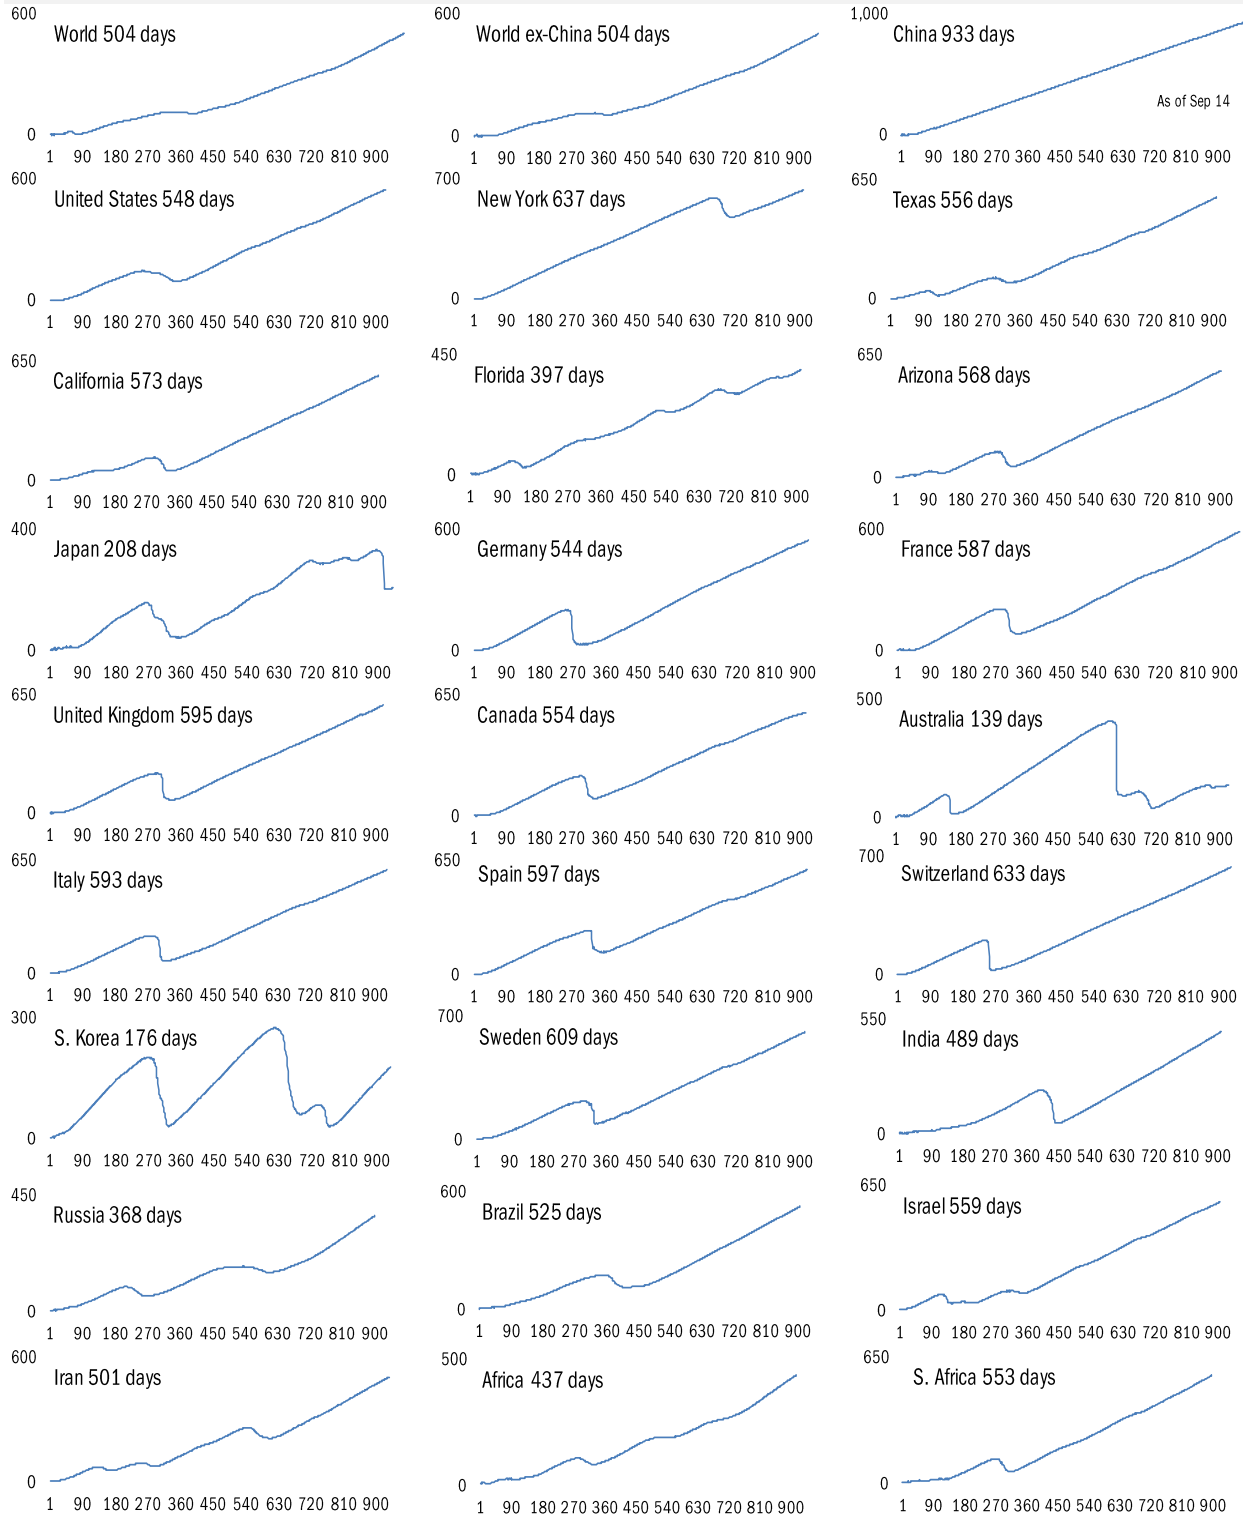 600
World 504 days
0
1 90 180 270 360 450 540 630 720 810 900
600
World ex-China 504 days
0
1 90 180 270 360 450 540 630 720 810 900
1,000
China 933 days
As of Sep 14
0
1 90 180 270 360 450 540 630 720 810 900
600
United States 548 days
0
1 90 180 270 360 450 540 630 720 810 900
700
New York 637 days
0
1 90 180 270 360 450 540 630 720 810 900
650
Texas 556 days
0
1 90 180 270 360 450 540 630 720 810 900
650
California 573 days
0
1 90 180 270 360 450 540 630 720 810 900
450
Florida 397 days
0
1 90 180 270 360 450 540 630 720 810 900
650
Arizona 568 days
0
1 90 180 270 360 450 540 630 720 810 900
400
Japan 208 days
0
1 90 180 270 360 450 540 630 720 810 900
600
Germany 544 days
0
1 90 180 270 360 450 540 630 720 810 900
600
France 587 days
0
1 90 180 270 360 450 540 630 720 810 900
650
United Kingdom 595 days
0
1 90 180 270 360 450 540 630 720 810 900
650
Canada 554 days
0
1 90 180 270 360 450 540 630 720 810 900
500
Australia 139 days
0
1 90 180 270 360 450 540 630 720 810 900
650
Italy 593 days
0
1 90 180 270 360 450 540 630 720 810 900
650
Spain 597 days
0
1 90 180 270 360 450 540 630 720 810 900
700
Switzerland 633 days
0
1 90 180 270 360 450 540 630 720 810 900
300
S. Korea 176 days
0
1 90 180 270 360 450 540 630 720 810 900
700
Sweden 609 days
0
1 90 180 270 360 450 540 630 720 810 900
550
India 489 days
0
1 90 180 270 360 450 540 630 720 810 900
450
Russia 368 days
0
1 90 180 270 360 450 540 630 720 810 900
600
Brazil 525 days
0
1 90 180 270 360 450 540 630 720 810 900
650
Israel 559 days
0
1 90 180 270 360 450 540 630 720 810 900
600
Iran 501 days
0
1 90 180 270 360 450 540 630 720 810 900
500
Africa 437 days
0
1 90 180 270 360 450 540 630 720 810 900
650
S. Africa 553 days
0
1 90 180 270 360 450 540 630 720 810 900